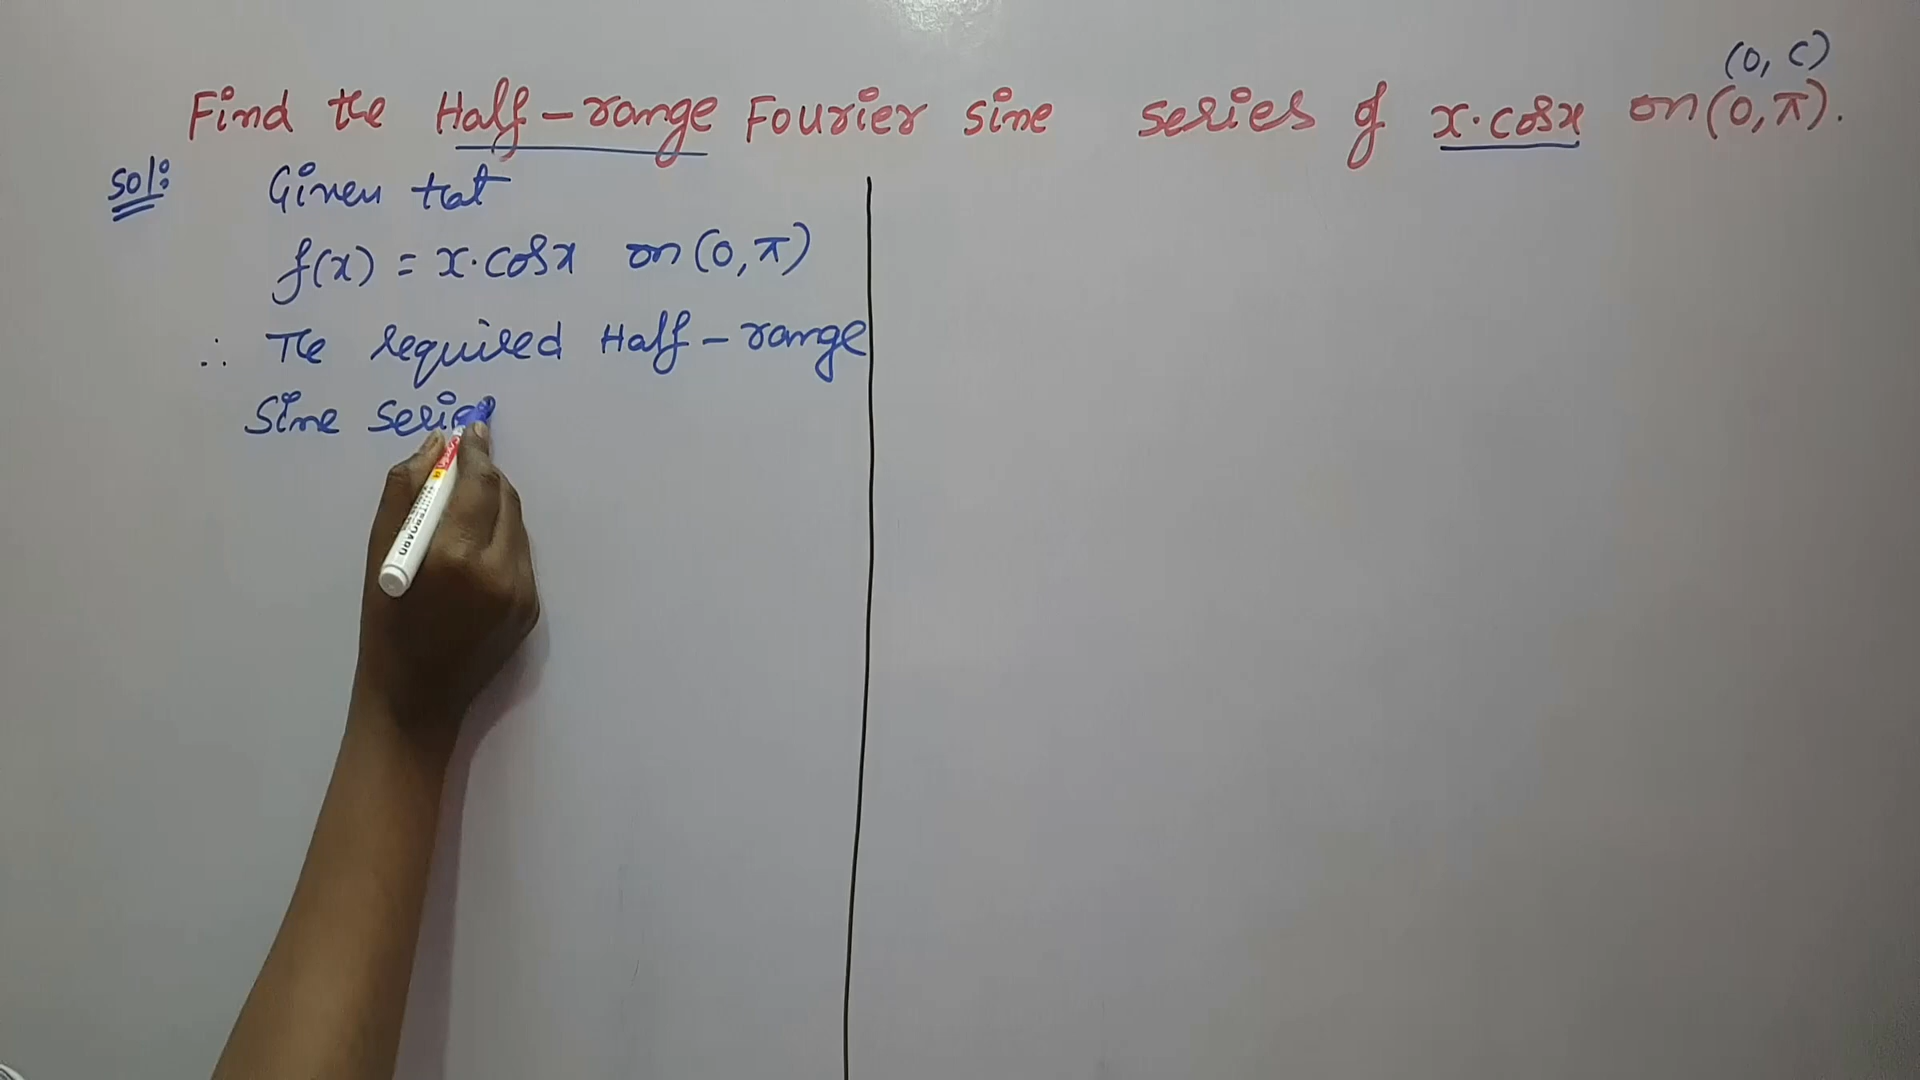 (0, c)
Find the Half-range Fourier sine series of x·cosx on (0, π).
Sol:
Given that
f(x) = x·cosx on (0, π)
∴ The required Half-range
Sine series